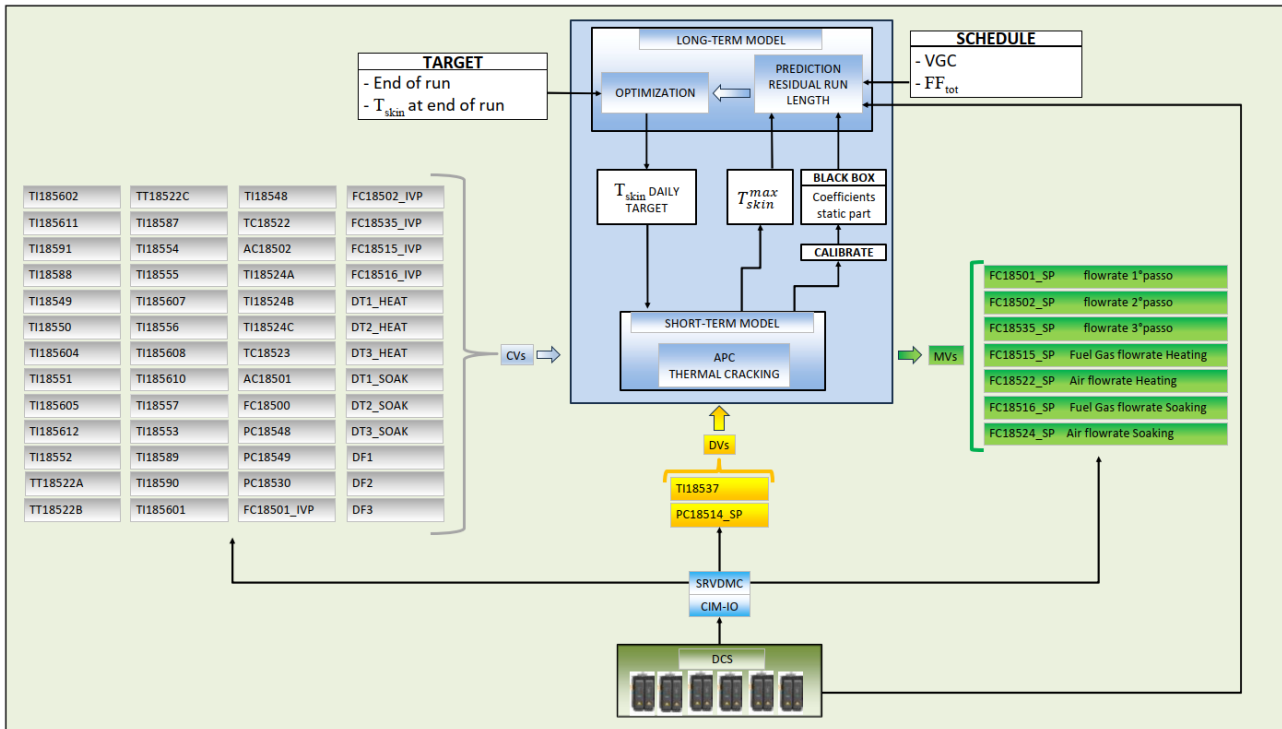 LONG-TERM MODEL
PREDICTION
RESIDUAL RUN
LENGTH
OPTIMIZATION
TARGET
- End of run
- Tskin at end of run
SCHEDULE
- VGC
- FFtot
Tskin DAILY
TARGET
Tskin max
BLACK BOX
Coefficients
static part
CALIBRATE
SHORT-TERM MODEL
APC
THERMAL CRACKING
TI185602 TT18522C TI18548 FC18502_IVP
TI185611 TI18587 TC18522 FC18535_IVP
TI18591 TI18554 AC18502 FC18515_IVP
TI18588 TI18555 TI18524A FC18516_IVP
TI18549 TI185607 TI18524B DT1_HEAT
TI18550 TI18556 TI18524C DT2_HEAT
TI185604 TI185608 TC18523 DT3_HEAT
TI18551 TI185610 AC18501 DT1_SOAK
TI185605 TI18557 FC18500 DT2_SOAK
TI185612 TI18553 PC18548 DT3_SOAK
TI18552 TI18589 PC18549 DF1
TT18522A TI18590 PC18530 DF2
TT18522B TI185601 FC18501_IVP DF3
CVs
MVs
FC18501_SP flowrate 1°passo
FC18502_SP flowrate 2°passo
FC18535_SP flowrate 3°passo
FC18515_SP Fuel Gas flowrate Heating
FC18522_SP Air flowrate Heating
FC18516_SP Fuel Gas flowrate Soaking
FC18524_SP Air flowrate Soaking
DVs
TI18537
PC18514_SP
SRVDMC
CIM-IO
DCS